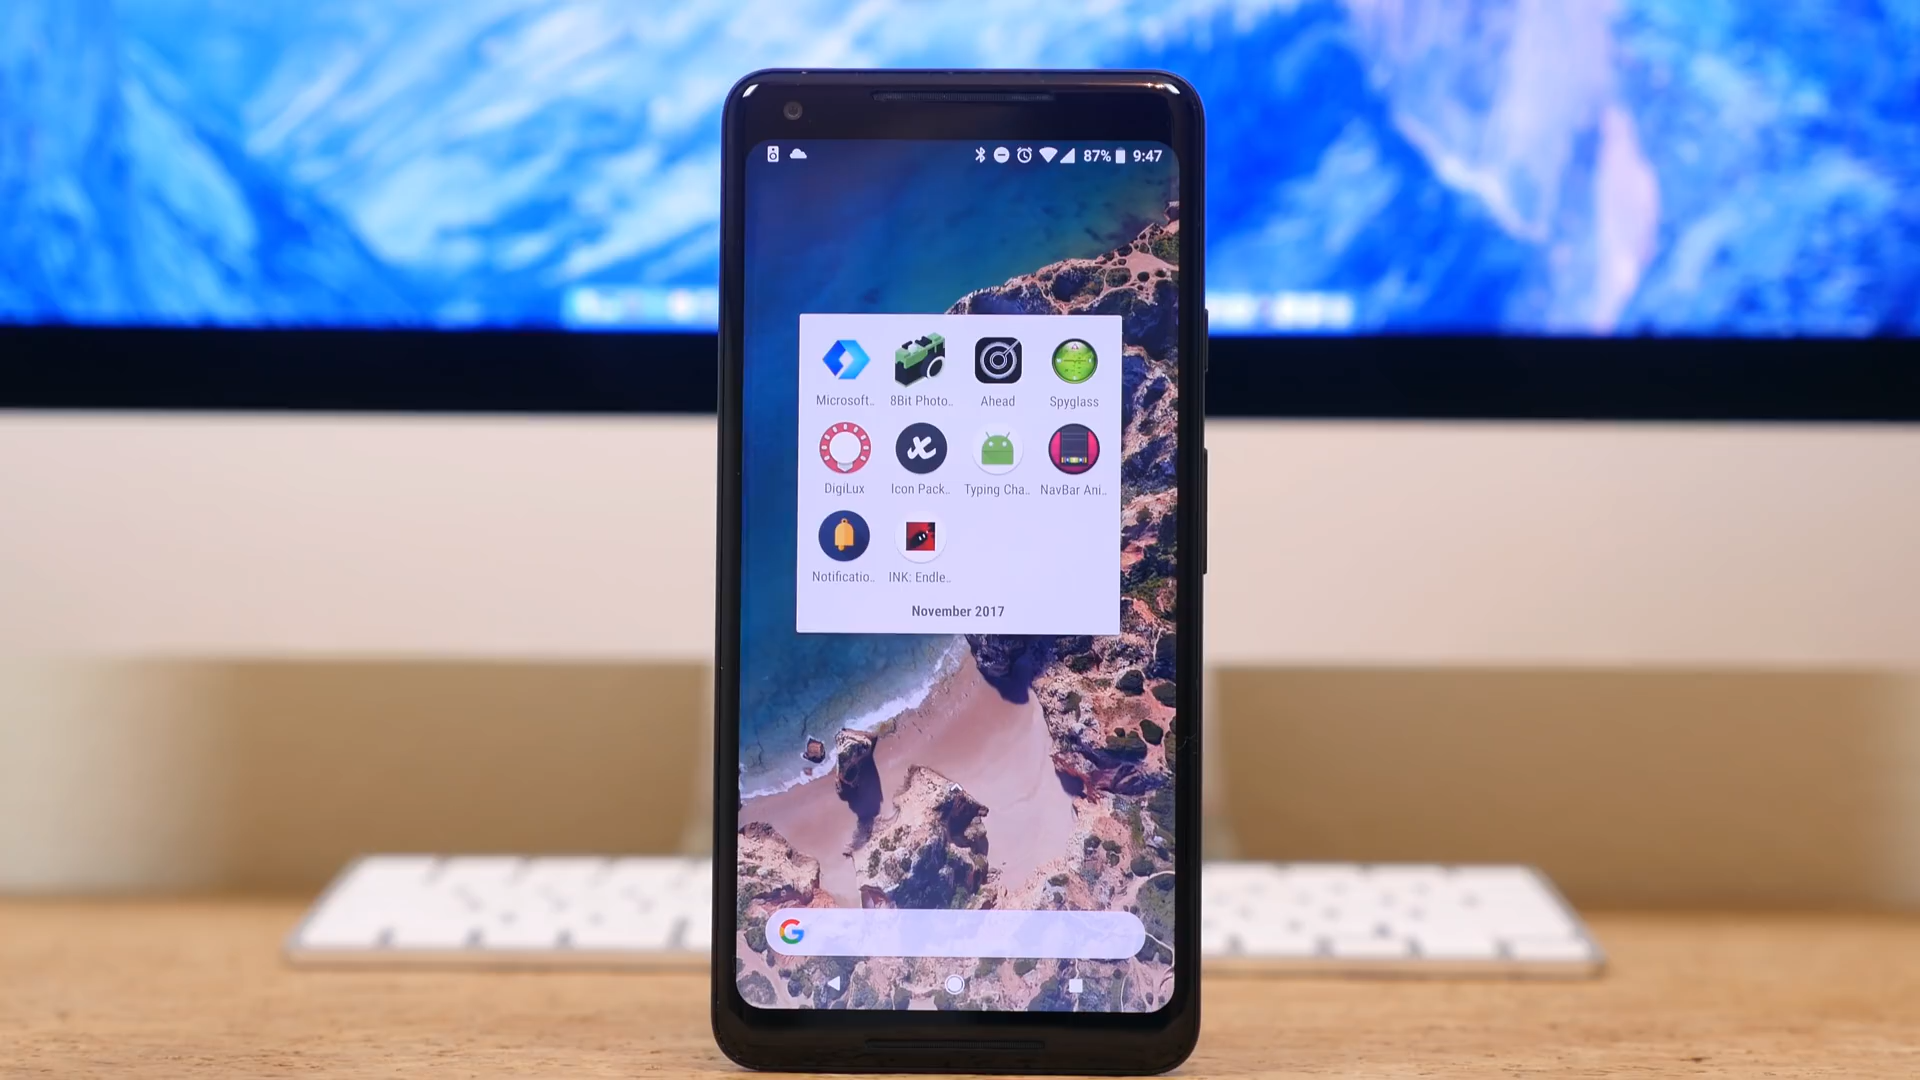 87% 9:47
Microsoft.. 8Bit Photo.. Ahead Spyglass
DigiLux Icon Pack.. Typing Cha.. NavBar Ani..
Notificatio.. INK: Endle..
November 2017
G